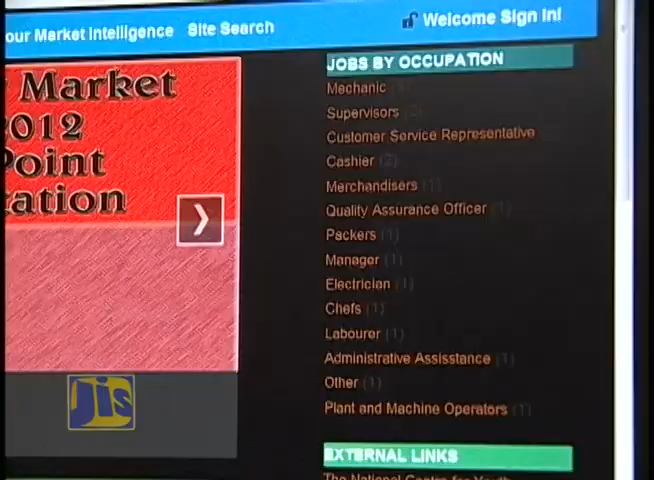 our Market Intelligence Site Search
Welcome Sign In!
Market
2012
Point
JOBS BY OCCUPATION
Mechanic
Supervisors
Customer Service Representative
Cashier (2)
Merchandisers (1)
Quality Assurance Officer (1)
Packers (1)
Manager (1)
Electrician (1)
Chefs (1)
Labourer (1)
Administrative Assisstance (1)
Other (1)
Plant and Machine Operators (1)
jis
EXTERNAL LINKS